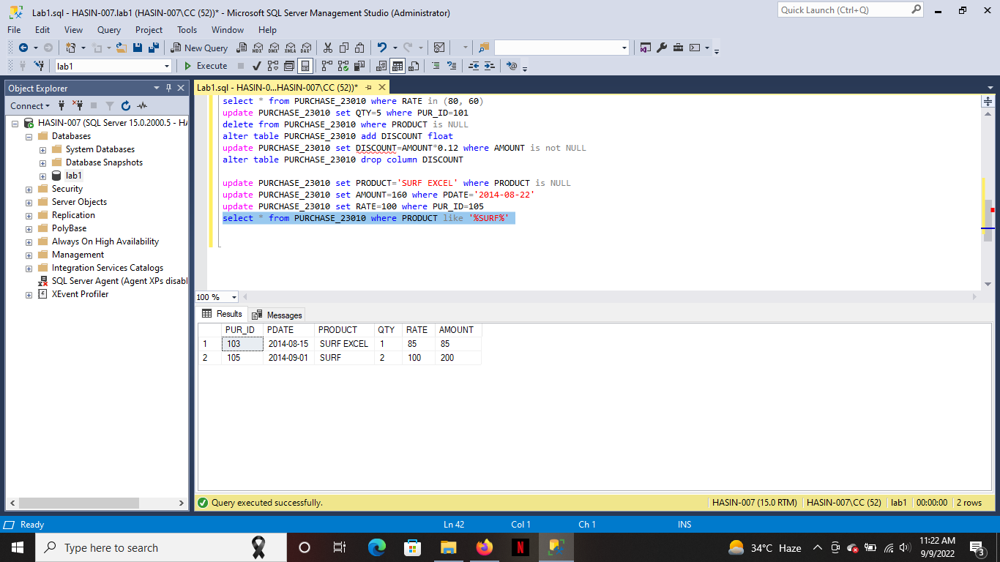 Lab1.sql - HASIN-007.lab1 (HASIN-007\CC (52))* - Microsoft SQL Server Management Studio (Administrator)
Quick Launch (Ctrl+Q)
File Edit View Query Project Tools Window Help
New Query MDX DMX XMLA DAX
lab1 Execute
Object Explorer
Connect
HASIN-007 (SQL Server 15.0.2000.5 - HA
Databases
System Databases
Database Snapshots
lab1
Security
Server Objects
Replication
PolyBase
Always On High Availability
Management
Integration Services Catalogs
SQL Server Agent (Agent XPs disabl
XEvent Profiler
Lab1.sql - HASIN-0...HASIN-007\CC (52))*
select * from PURCHASE_23010 where RATE in (80, 60)
update PURCHASE_23010 set QTY=5 where PUR_ID=101
delete from PURCHASE_23010 where PRODUCT is NULL
alter table PURCHASE_23010 add DISCOUNT float
update PURCHASE_23010 set DISCOUNT=AMOUNT*0.12 where AMOUNT is not NULL
alter table PURCHASE_23010 drop column DISCOUNT
update PURCHASE_23010 set PRODUCT='SURF EXCEL' where PRODUCT is NULL
update PURCHASE_23010 set AMOUNT=160 where PDATE='2014-08-22'
update PURCHASE_23010 set RATE=100 where PUR_ID=105
select * from PURCHASE_23010 where PRODUCT like '%SURF%'
100 %
Results Messages
PUR_ID PDATE PRODUCT QTY RATE AMOUNT
1 103 2014-08-15 SURF EXCEL 1 85 85
2 105 2014-09-01 SURF 2 100 200
Query executed successfully. HASIN-007 (15.0 RTM) HASIN-007\CC (52) lab1 00:00:00 2 rows
Ready Ln 42 Col 1 Ch 1 INS
Type here to search N 34°C Haze 11:22 AM
9/9/2022 3